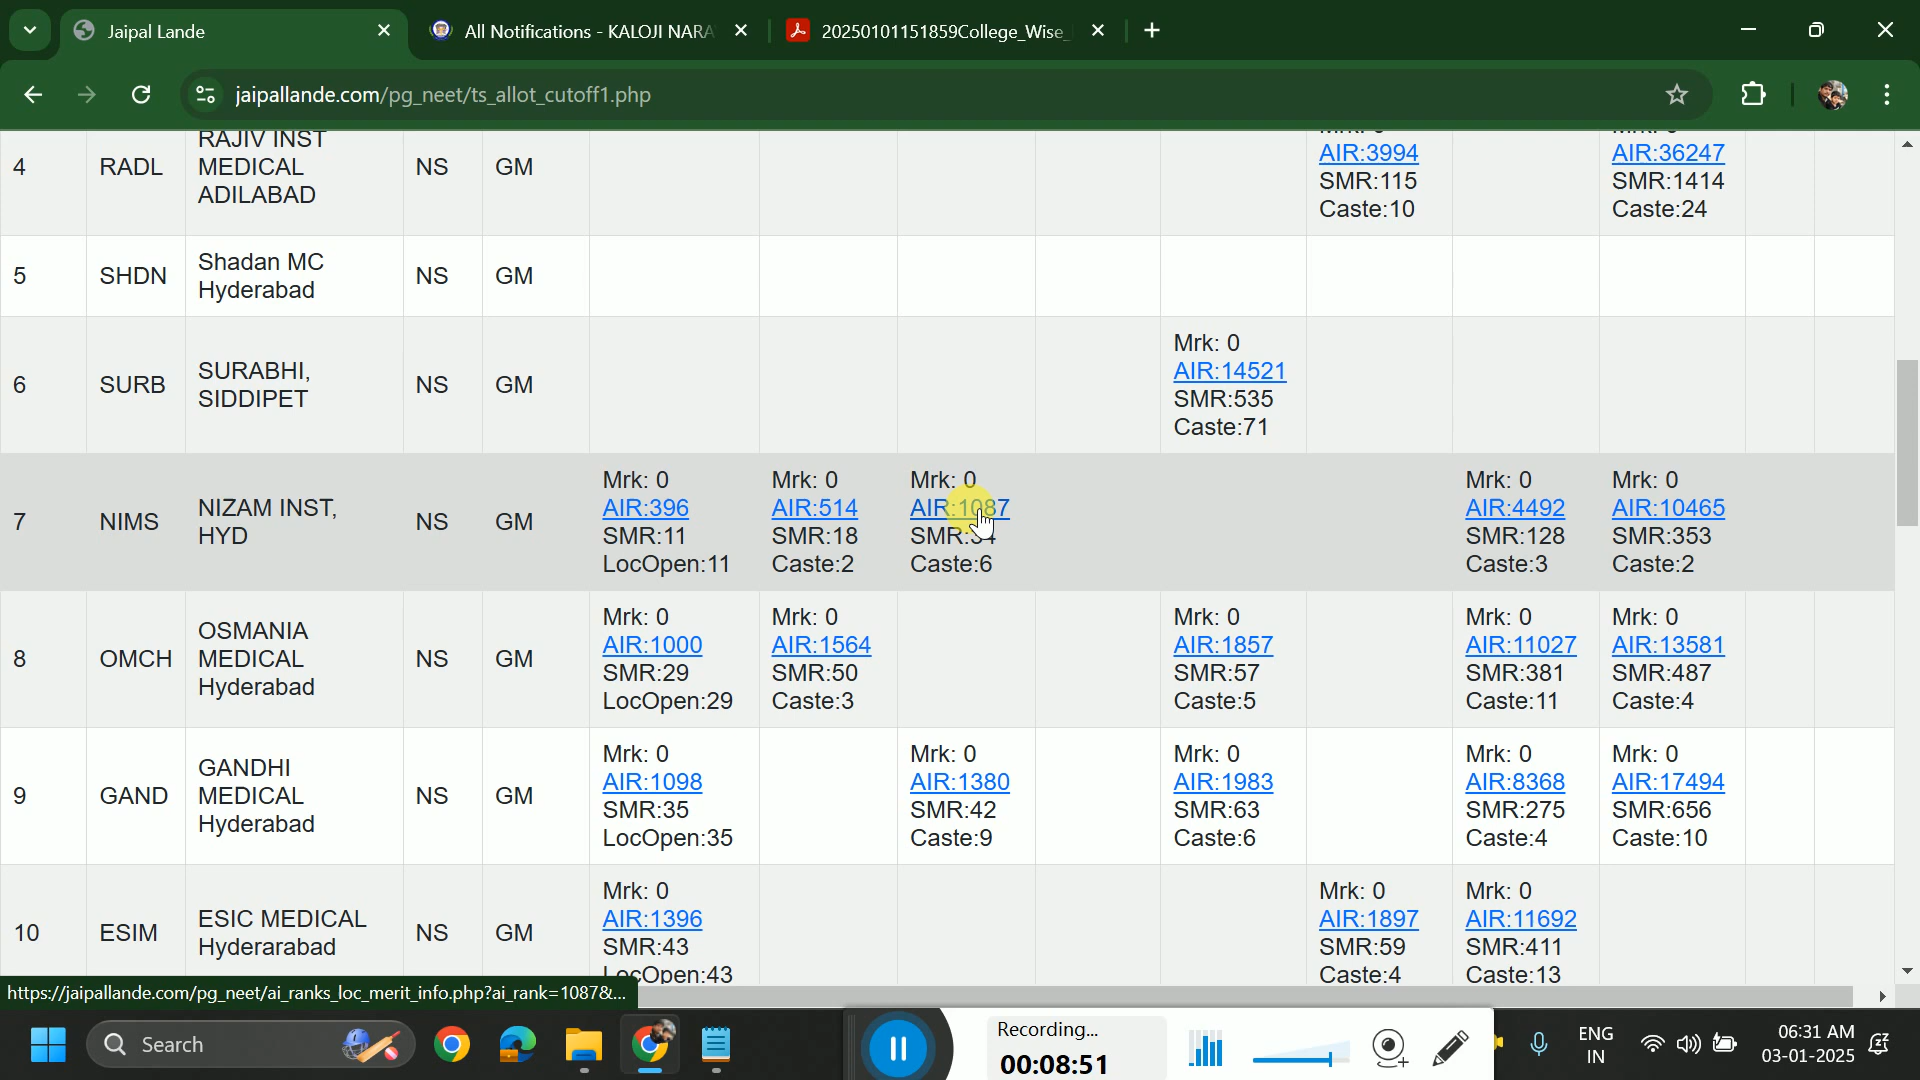 Jaipal Lande
All Notifications - KALOJI NARA
20250101151859College_Wise_
jaipallande.com/pg_neet/ts_allot_cutoff1.php
4 RADL RAJIV INST MEDICAL ADILABAD NS GM
AIR:3994 SMR:115 Caste:10
AIR:36247 SMR:1414 Caste:24
5 SHDN Shadan MC Hyderabad NS GM
6 SURB SURABHI, SIDDIPET NS GM
Mrk: 0 AIR:14521 SMR:535 Caste:71
7 NIMS NIZAM INST, HYD NS GM
Mrk: 0 AIR:396 SMR:11 LocOpen:11
Mrk: 0 AIR:514 SMR:18 Caste:2
Mrk: 0 AIR:1087 SMR:34 Caste:6
Mrk: 0 AIR:4492 SMR:128 Caste:3
Mrk: 0 AIR:10465 SMR:353 Caste:2
8 OMCH OSMANIA MEDICAL Hyderabad NS GM
Mrk: 0 AIR:1000 SMR:29 LocOpen:29
Mrk: 0 AIR:1564 SMR:50 Caste:3
Mrk: 0 AIR:1857 SMR:57 Caste:5
Mrk: 0 AIR:11027 SMR:381 Caste:11
Mrk: 0 AIR:13581 SMR:487 Caste:4
9 GAND GANDHI MEDICAL Hyderabad NS GM
Mrk: 0 AIR:1098 SMR:35 LocOpen:35
Mrk: 0 AIR:1380 SMR:42 Caste:9
Mrk: 0 AIR:1983 SMR:63 Caste:6
Mrk: 0 AIR:8368 SMR:275 Caste:4
Mrk: 0 AIR:17494 SMR:656 Caste:10
10 ESIM ESIC MEDICAL Hyderarabad NS GM
Mrk: 0 AIR:1396 SMR:43 LocOpen:43
Mrk: 0 AIR:1897 SMR:59 Caste:4
Mrk: 0 AIR:11692 SMR:411 Caste:13
https://jaipallande.com/pg_neet/ai_ranks_loc_merit_info.php?ai_rank=1087&...
Search
Recording...
00:08:51
ENG
IN
06:31 AM
03-01-2025